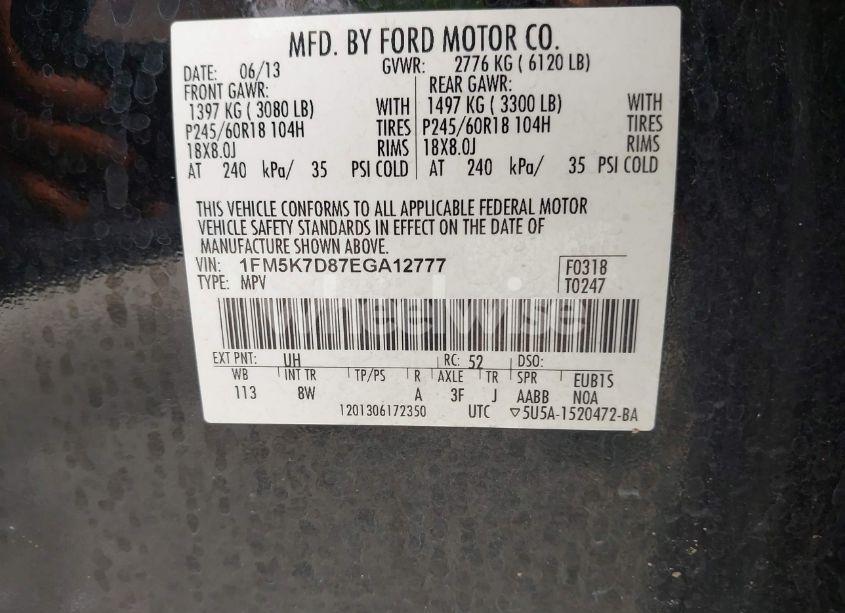 MFD. BY FORD MOTOR CO.
DATE: 06/13 GVWR: 2776 KG ( 6120 LB)
FRONT GAWR: REAR GAWR:
1397 KG ( 3080 LB) WITH 1497 KG ( 3300 LB) WITH
P245/60R18 104H TIRES P245/60R18 104H TIRES
18X8.0J RIMS 18X8.0J RIMS
AT 240 kPa/ 35 PSI COLD AT 240 kPa/ 35 PSI COLD
THIS VEHICLE CONFORMS TO ALL APPLICABLE FEDERAL MOTOR
VEHICLE SAFETY STANDARDS IN EFFECT ON THE DATE OF
MANUFACTURE SHOWN ABOVE.
VIN: 1FM5K7D87EGA12777 F0318
TYPE: MPV T0247
wheelwise
EXT PNT: UH RC: 52 DSO:
WB INT TR TP/PS R AXLE TR SPR EUB1S
113 8W A 3F J AABB N0A
1201306172350 UTC ▽5U5A-1520472-BA